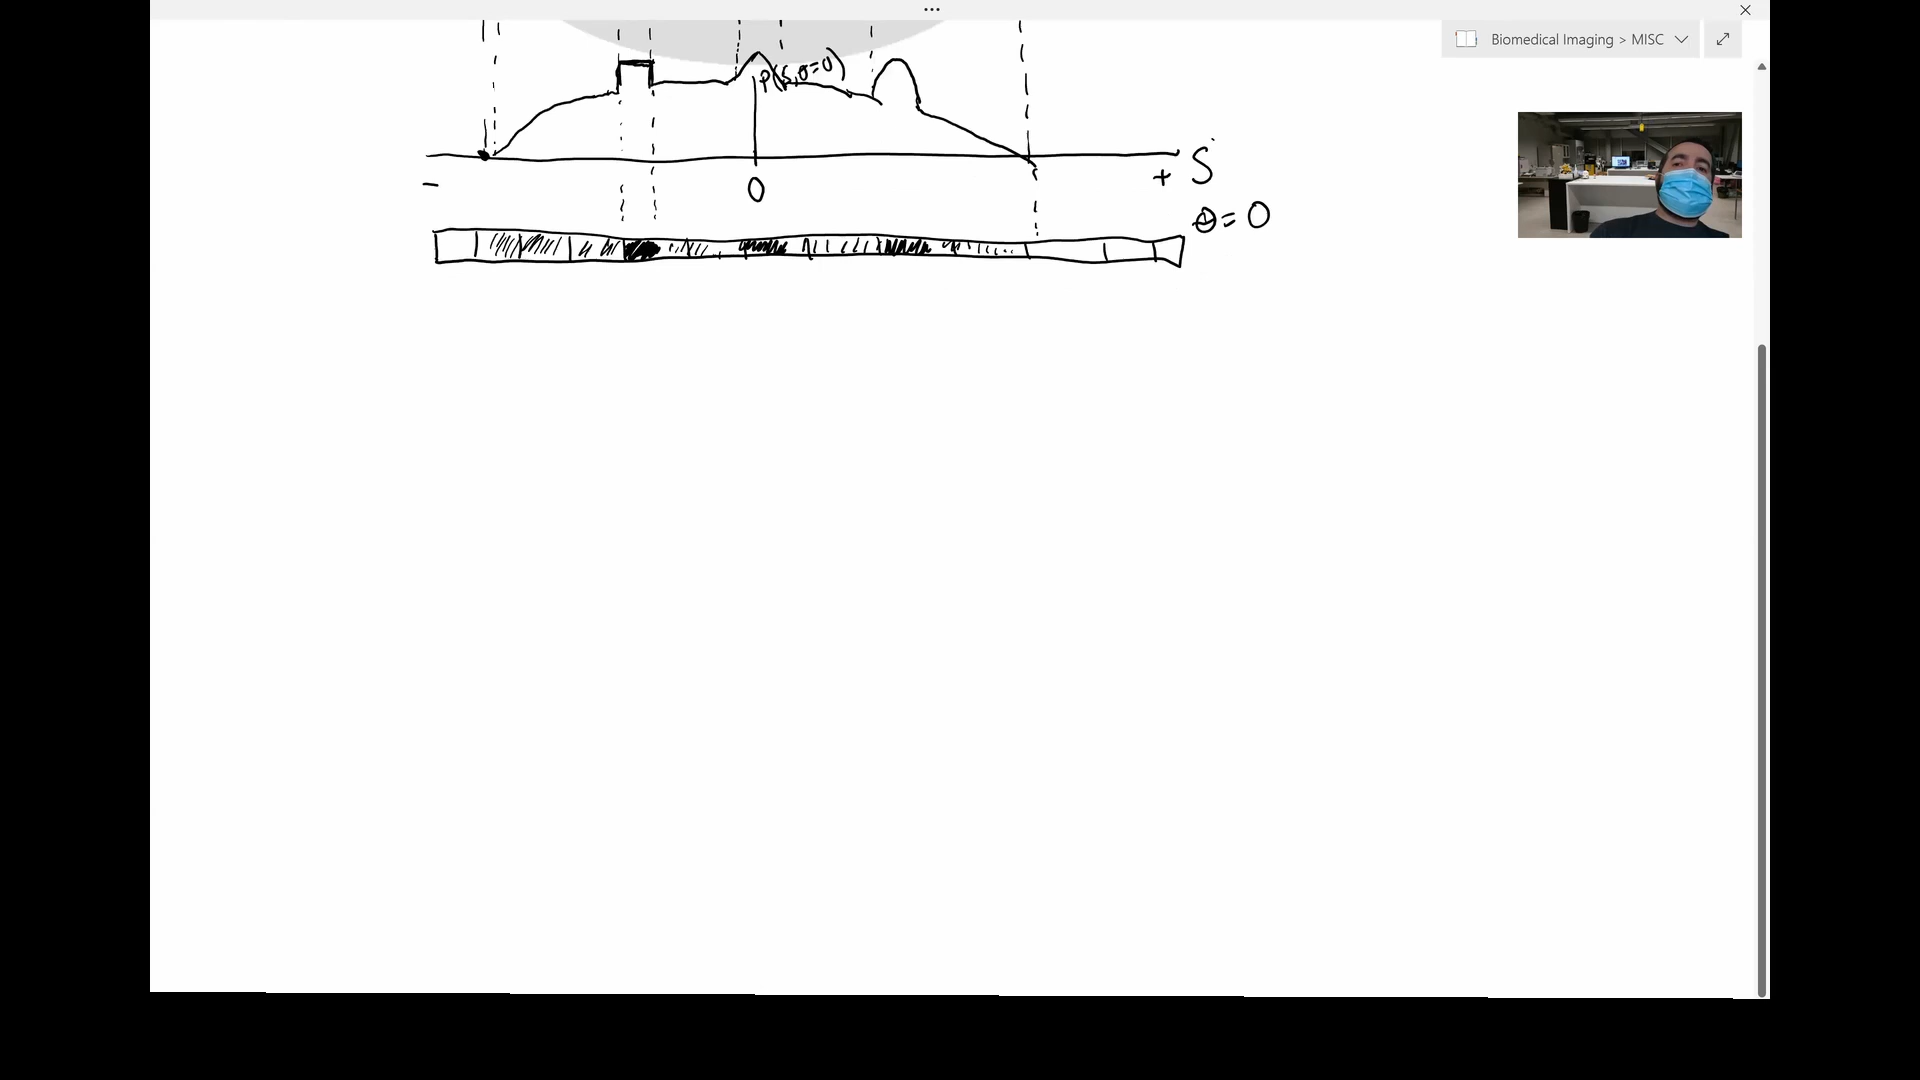 Biomedical Imaging > MISC
P(S,θ=0)
S
- 0 +
θ=0